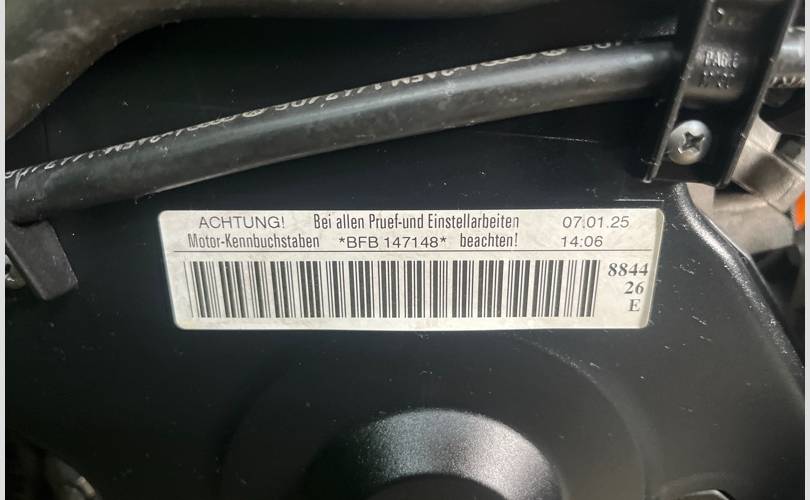 ACHTUNG! Bei allen Pruef-und Einstellarbeiten 07.01.25
Motor-Kennbuchstaben *BFB 147148* beachten! 14:06
8844
26
E